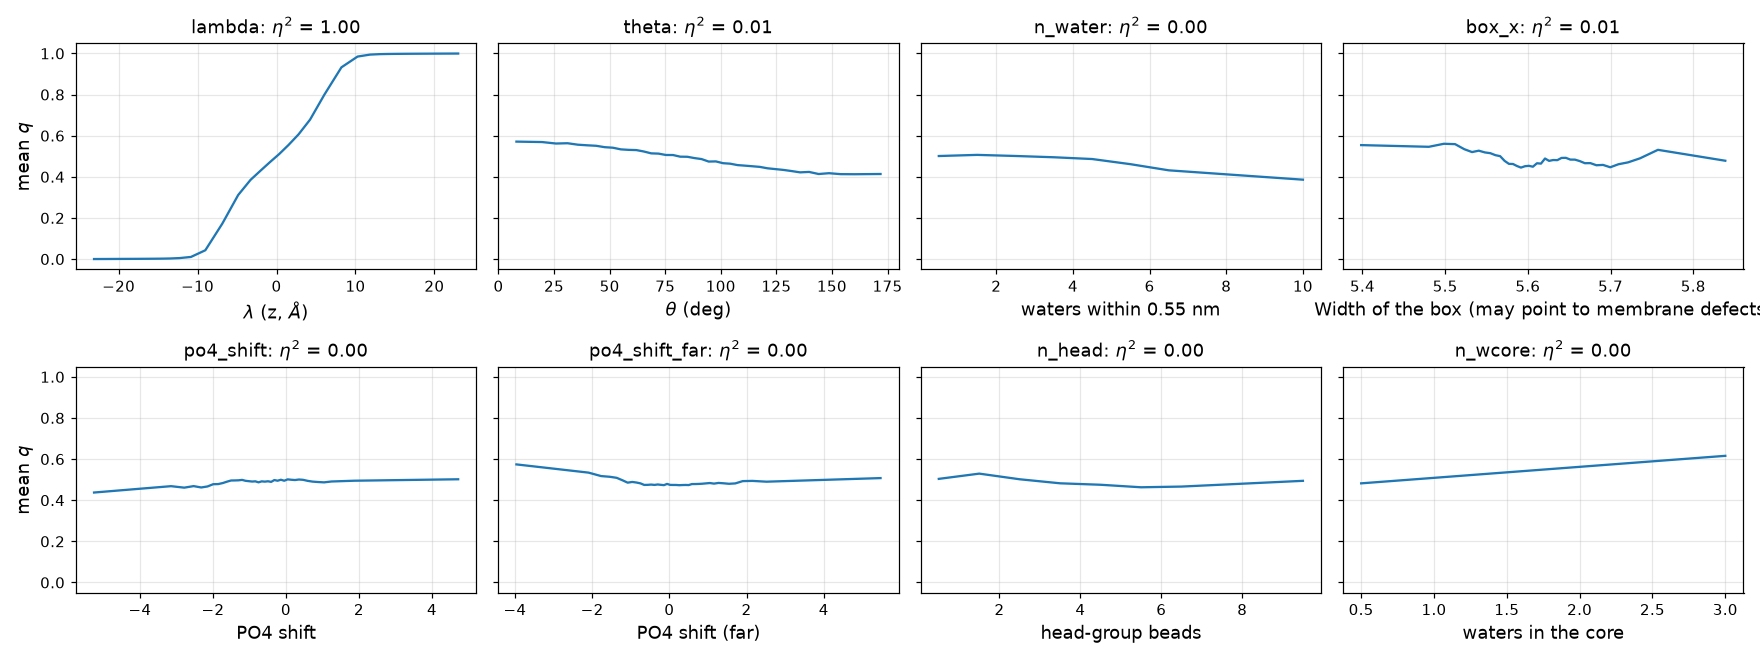 lambda: η² = 1.00
theta: η² = 0.01
n_water: η² = 0.00
box_x: η² = 0.01
mean q
1.0
0.8
0.6
0.4
0.2
0.0
−20 −10 0 10 20
0 25 50 75 100 125 150 175
2 4 6 8 10
5.4 5.5 5.6 5.7 5.8
λ (z, Å)
θ (deg)
waters within 0.55 nm
Width of the box (may point to membrane defects
po4_shift: η² = 0.00
po4_shift_far: η² = 0.00
n_head: η² = 0.00
n_wcore: η² = 0.00
mean q
1.0
0.8
0.6
0.4
0.2
0.0
−4 −2 0 2 4
−4 −2 0 2 4
2 4 6 8
0.5 1.0 1.5 2.0 2.5 3.0
PO4 shift
PO4 shift (far)
head-group beads
waters in the core